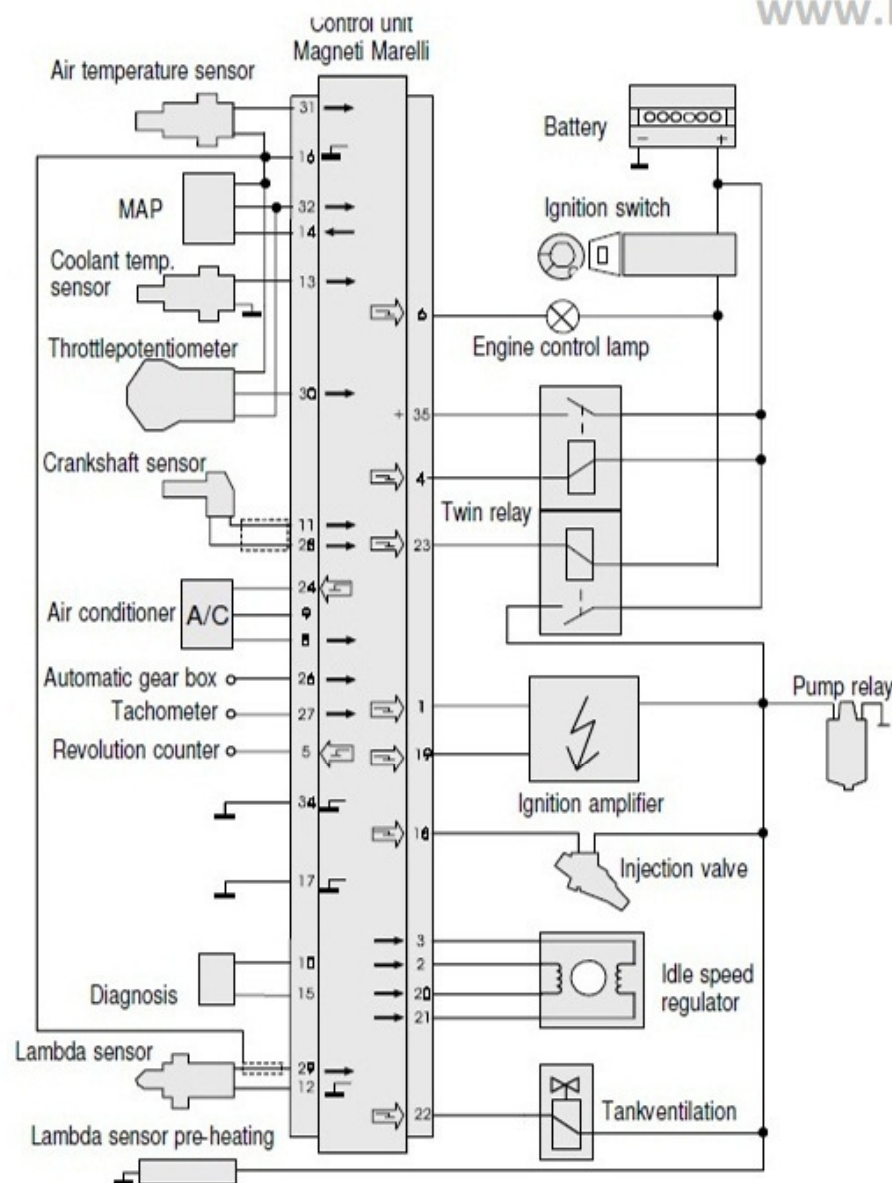 WWW.
Control unit
Magneti Marelli
Air temperature sensor
31
Battery
- +
16
MAP
32
14
Ignition switch
Coolant temp.
sensor
13
6
Engine control lamp
Throttlepotentiometer
30
+ 35
Crankshaft sensor
4
Twin relay
11
23
24
Air conditioner
A/C
9
8
Automatic gear box
26
Tachometer
27
1
Pump relay
Revolution counter
5
19
Ignition amplifier
34
18
Injection valve
17
3
10
2
Idle speed
regulator
Diagnosis
15
20
21
Lambda sensor
29
12
22
Tankventilation
Lambda sensor pre-heating